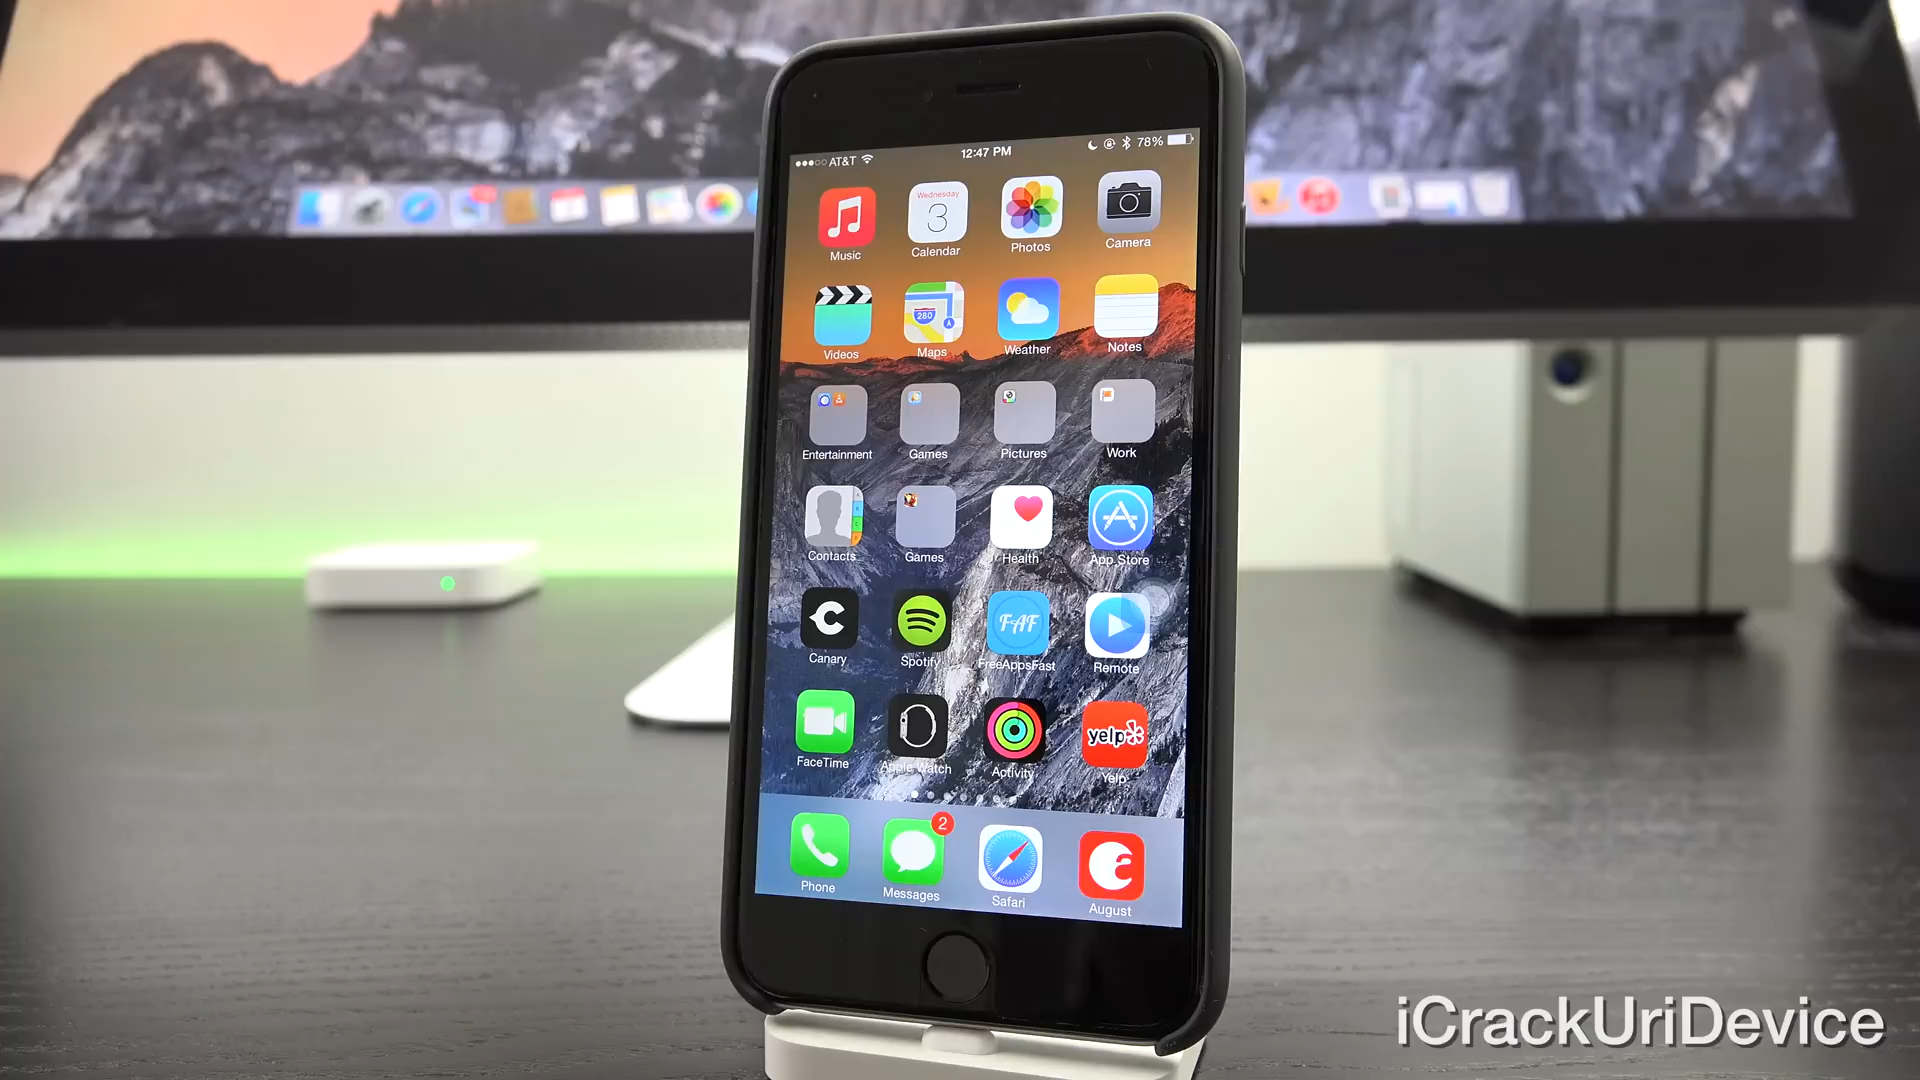 AT&T 12:47 PM 78%
Wednesday
3
Music Calendar Photos Camera
280
Videos Maps Weather Notes
Entertainment Games Pictures Work
Contacts Games Health App Store
FAF
Canary Spotify FreeAppsFast Remote
yelp
FaceTime Apple Watch Activity Yelp
2
Phone Messages Safari August
iCrackUriDevice